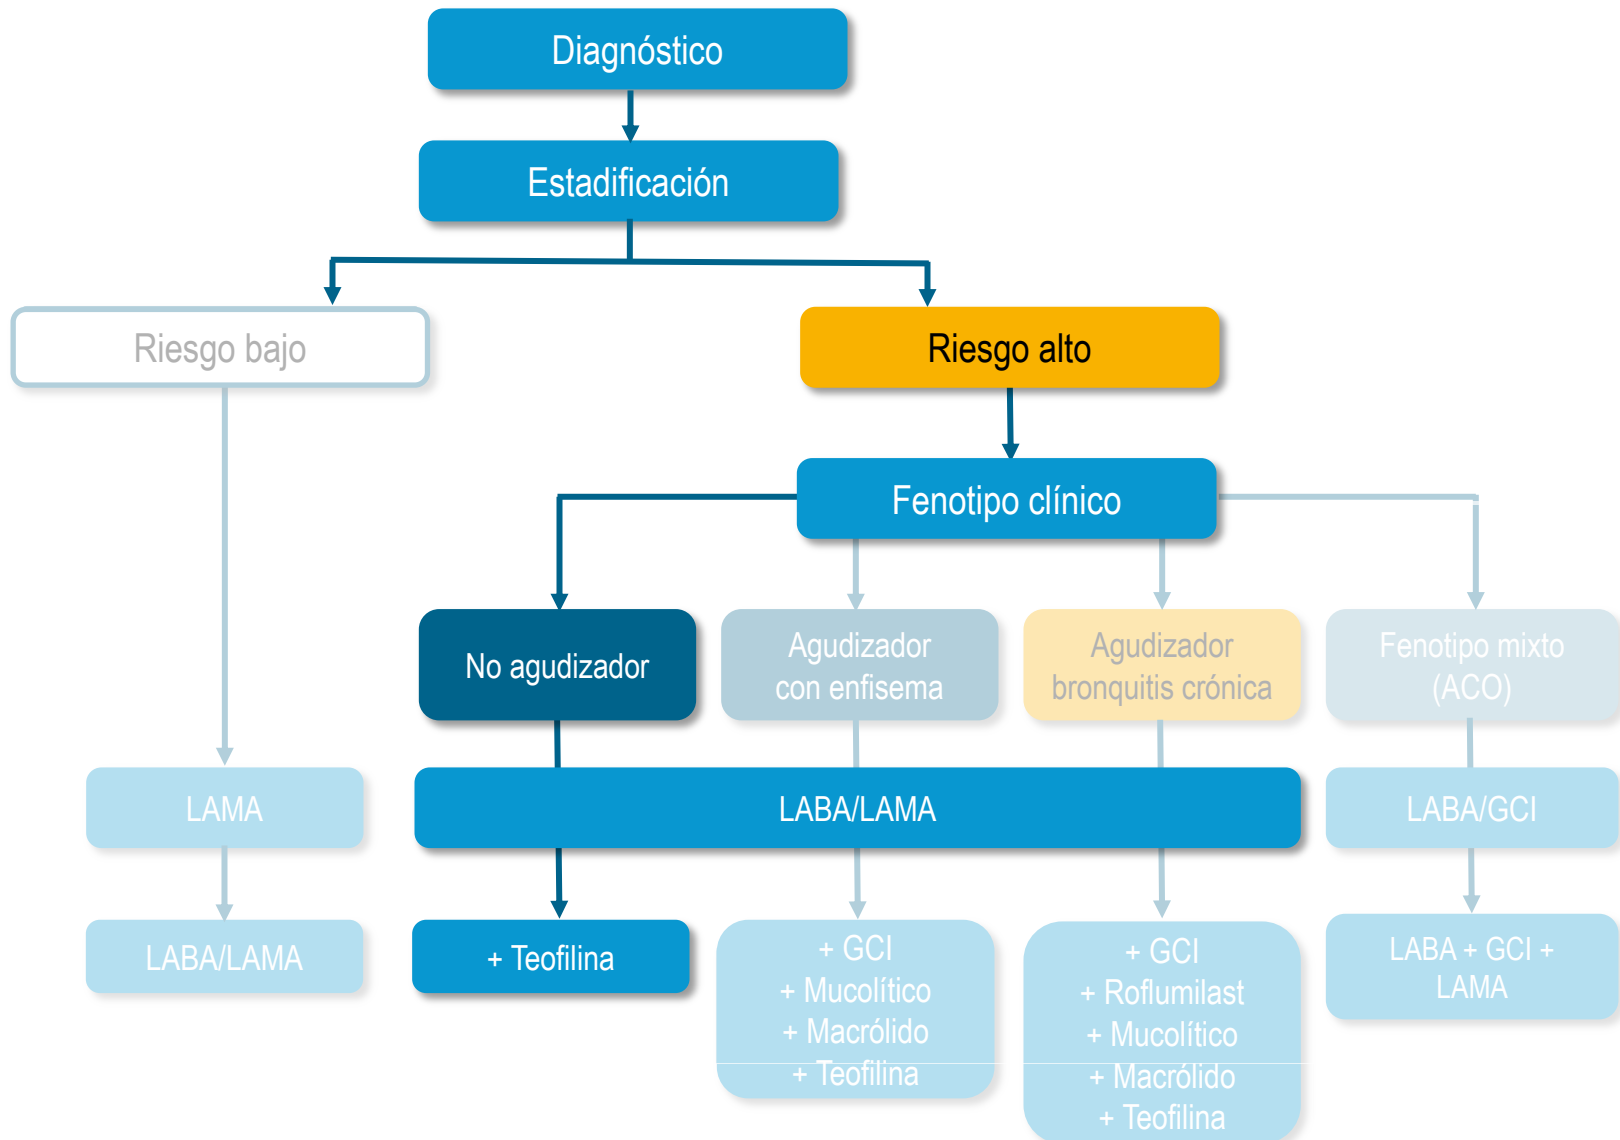 Diagnóstico
Estadificación
Riesgo bajo
Riesgo alto
Fenotipo clínico
No agudizador
Agudizador
con enfisema
Agudizador
bronquitis crónica
Fenotipo mixto
(ACO)
LAMA
LABA/LAMA
LABA/GCI
LABA/LAMA
+ Teofilina
+ GCI
+ Mucolítico
+ Macrólido
+ Teofilina
+ GCI
+ Roflumilast
+ Mucolítico
+ Macrólido
+ Teofilina
LABA + GCI +
LAMA